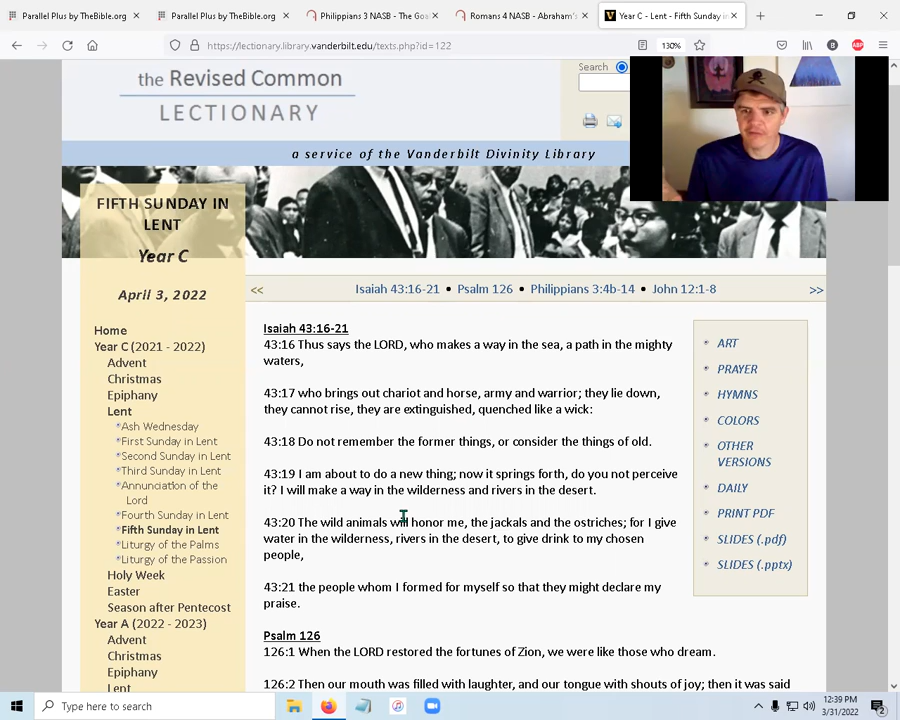 Parallel Plus by TheBible.org
Parallel Plus by TheBible.org
Philippians 3 NASB - The Goa
Romans 4 NASB - Abraham's
Year C - Lent - Fifth Sunday in
https://lectionary.library.vanderbilt.edu/texts.php?id=122
130%
B
ABP
the Revised Common
LECTIONARY
Search
a service of the Vanderbilt Divinity Library
FIFTH SUNDAY IN
LENT
Year C
April 3, 2022
Home
Year C (2021 - 2022)
Advent
Christmas
Epiphany
Lent
Ash Wednesday
First Sunday in Lent
Second Sunday in Lent
Third Sunday in Lent
Annunciation of the
Lord
Fourth Sunday in Lent
Fifth Sunday in Lent
Liturgy of the Palms
Liturgy of the Passion
Holy Week
Easter
Season after Pentecost
Year A (2022 - 2023)
Advent
Christmas
Epiphany
Lent
<< Isaiah 43:16-21 • Psalm 126 • Philippians 3:4b-14 • John 12:1-8 >>
Isaiah 43:16-21
43:16 Thus says the LORD, who makes a way in the sea, a path in the mighty
waters,
43:17 who brings out chariot and horse, army and warrior; they lie down,
they cannot rise, they are extinguished, quenched like a wick:
43:18 Do not remember the former things, or consider the things of old.
43:19 I am about to do a new thing; now it springs forth, do you not perceive
it? I will make a way in the wilderness and rivers in the desert.
43:20 The wild animals will honor me, the jackals and the ostriches; for I give
water in the wilderness, rivers in the desert, to give drink to my chosen
people,
43:21 the people whom I formed for myself so that they might declare my
praise.
Psalm 126
126:1 When the LORD restored the fortunes of Zion, we were like those who dream.
126:2 Then our mouth was filled with laughter, and our tongue with shouts of joy; then it was said
ART
PRAYER
HYMNS
COLORS
OTHER
VERSIONS
DAILY
PRINT PDF
SLIDES (.pdf)
SLIDES (.pptx)
Type here to search
12:39 PM
3/31/2022
2